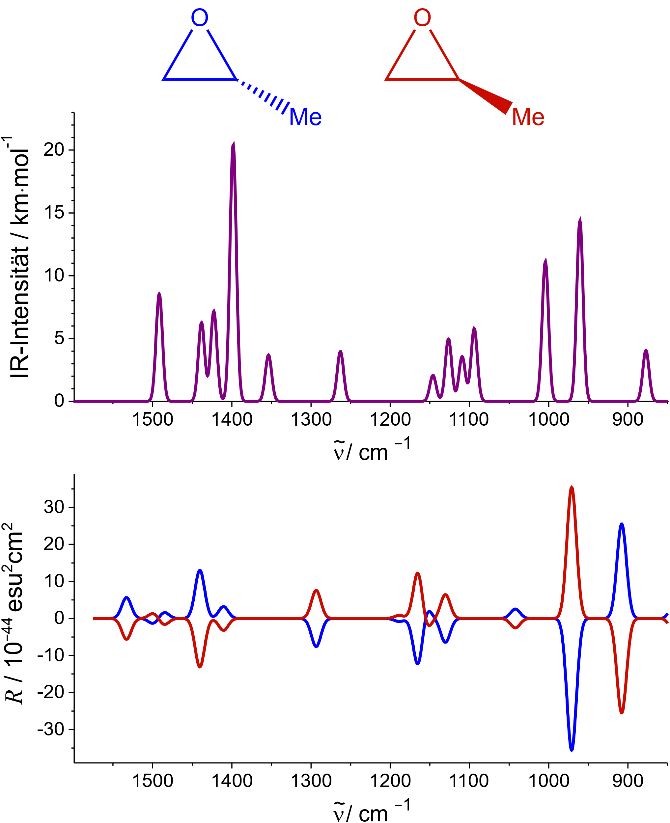 O O
Me Me
IR-Intensität / km·mol⁻¹
20
15
10
5
0
1500 1400 1300 1200 1100 1000 900
ν̃/ cm ⁻¹
R / 10⁻⁴⁴ esu²cm²
30
20
10
0
-10
-20
-30
1500 1400 1300 1200 1100 1000 900
ν̃/ cm ⁻¹